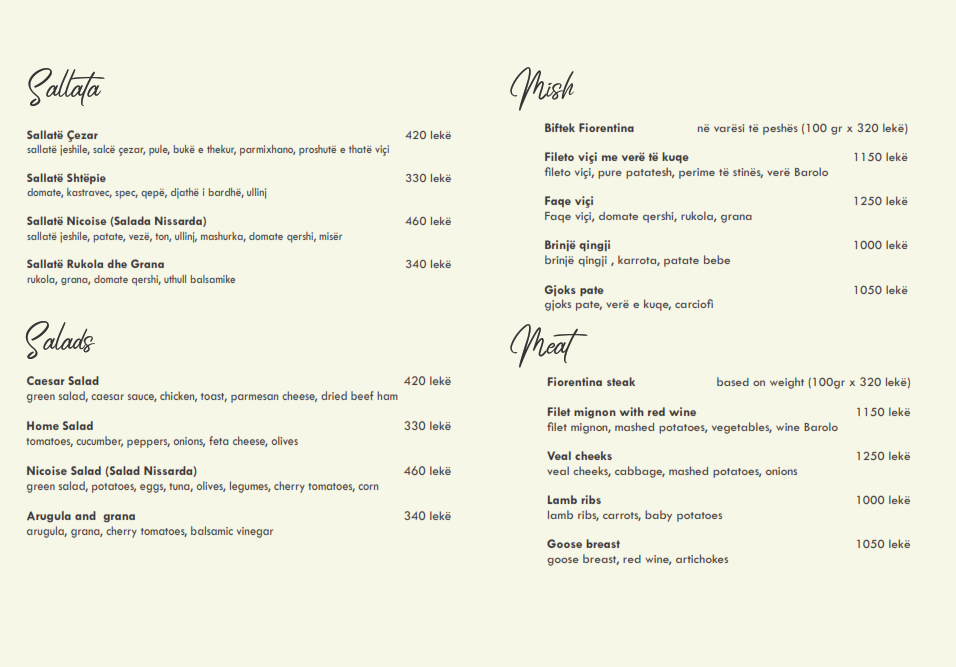 Sallata
Sallatë Çezar 420 lekë
sallatë jeshile, salcë çezar, pule, bukë e thekur, parmixhano, proshutë e thatë viçi
Sallatë Shtëpie 330 lekë
domate, kastravec, spec, qepë, djathë i bardhë, ullinj
Sallatë Nicoise (Salada Nissarda) 460 lekë
sallatë jeshile, patate, vezë, ton, ullinj, mashurka, domate qershi, misër
Sallatë Rukola dhe Grana 340 lekë
rukola, grana, domate qershi, uthull balsamike
Salads
Caesar Salad 420 lekë
green salad, caesar sauce, chicken, toast, parmesan cheese, dried beef ham
Home Salad 330 lekë
tomatoes, cucumber, peppers, onions, feta cheese, olives
Nicoise Salad (Salad Nissarda) 460 lekë
green salad, potatoes, eggs, tuna, olives, legumes, cherry tomatoes, corn
Arugula and grana 340 lekë
arugula, grana, cherry tomatoes, balsamic vinegar
Mish
Biftek Fiorentina në varësi të peshës (100 gr x 320 lekë)
Fileto viçi me verë të kuqe 1150 lekë
fileto viçi, pure patatesh, perime të stinës, verë Barolo
Faqe viçi 1250 lekë
Faqe viçi, domate qershi, rukola, grana
Brinjë qingji 1000 lekë
brinjë qingji , karrota, patate bebe
Gjoks pate 1050 lekë
gjoks pate, verë e kuqe, carciofi
Meat
Fiorentina steak based on weight (100gr x 320 lekë)
Filet mignon with red wine 1150 lekë
filet mignon, mashed potatoes, vegetables, wine Barolo
Veal cheeks 1250 lekë
veal cheeks, cabbage, mashed potatoes, onions
Lamb ribs 1000 lekë
lamb ribs, carrots, baby potatoes
Goose breast 1050 lekë
goose breast, red wine, artichokes